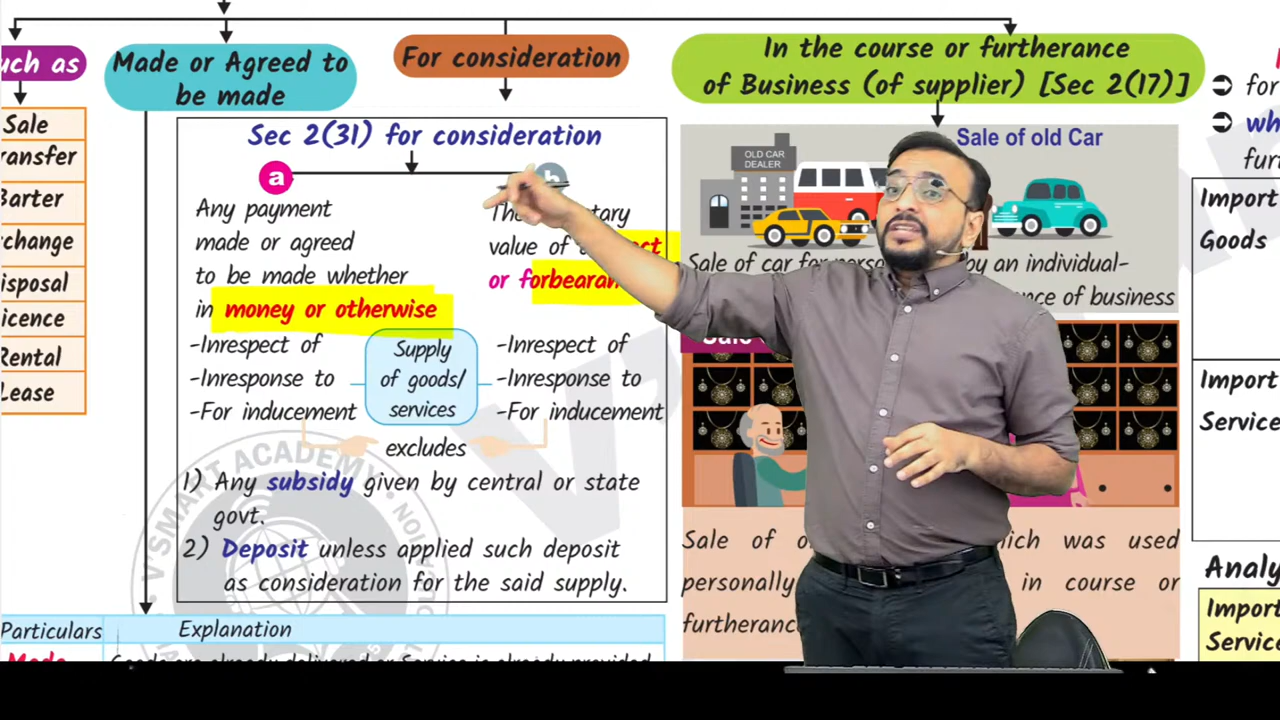 uch as
Sale
ransfer
Barter
change
isposal
icence
Rental
Lease
Made or Agreed to
be made
For consideration
Sec 2(31) for consideration
a
Any payment
made or agreed
to be made whether
in money or otherwise
-Inrespect of
-Inresponse to
-For inducement
Supply
of goods/
services
b
value of
or
-Inrespect of
-Inresponse to
-For inducement
excludes
1) Any subsidy given by central or state
govt.
2) Deposit unless applied such deposit
as consideration for the said supply.
Particulars Explanation
In the course or furtherance
of Business (of supplier) [Sec 2(17)]
Sale of old Car
OLD CAR
DEALER
Sale of car for by an individual-
nce of business
Sale of which was used
personally in course or
furtheranc
for
wh
furt
Import
Goods
Import
Service
Analy
Import
Service
VSMART ACADEMY